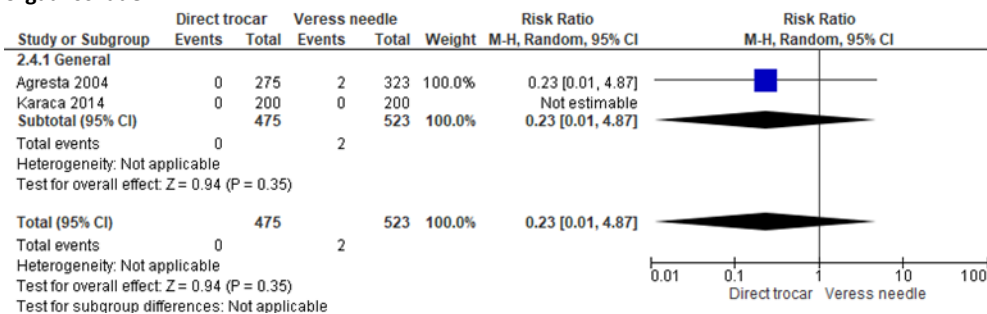 Direct trocar Veress needle Risk Ratio Risk Ratio
Study or Subgroup Events Total Events Total Weight M-H, Random, 95% CI M-H, Random, 95% CI
2.4.1 General
Agresta 2004 0 275 2 323 100.0% 0.23 [0.01, 4.87]
Karaca 2014 0 200 0 200 Not estimable
Subtotal (95% CI) 475 523 100.0% 0.23 [0.01, 4.87]
Total events 0 2
Heterogeneity: Not applicable
Test for overall effect: Z = 0.94 (P = 0.35)
Total (95% CI) 475 523 100.0% 0.23 [0.01, 4.87]
Total events 0 2
Heterogeneity: Not applicable
Test for overall effect: Z = 0.94 (P = 0.35)
Test for subgroup differences: Not applicable
0.01 0.1 1 10 100
Direct trocar Veress needle